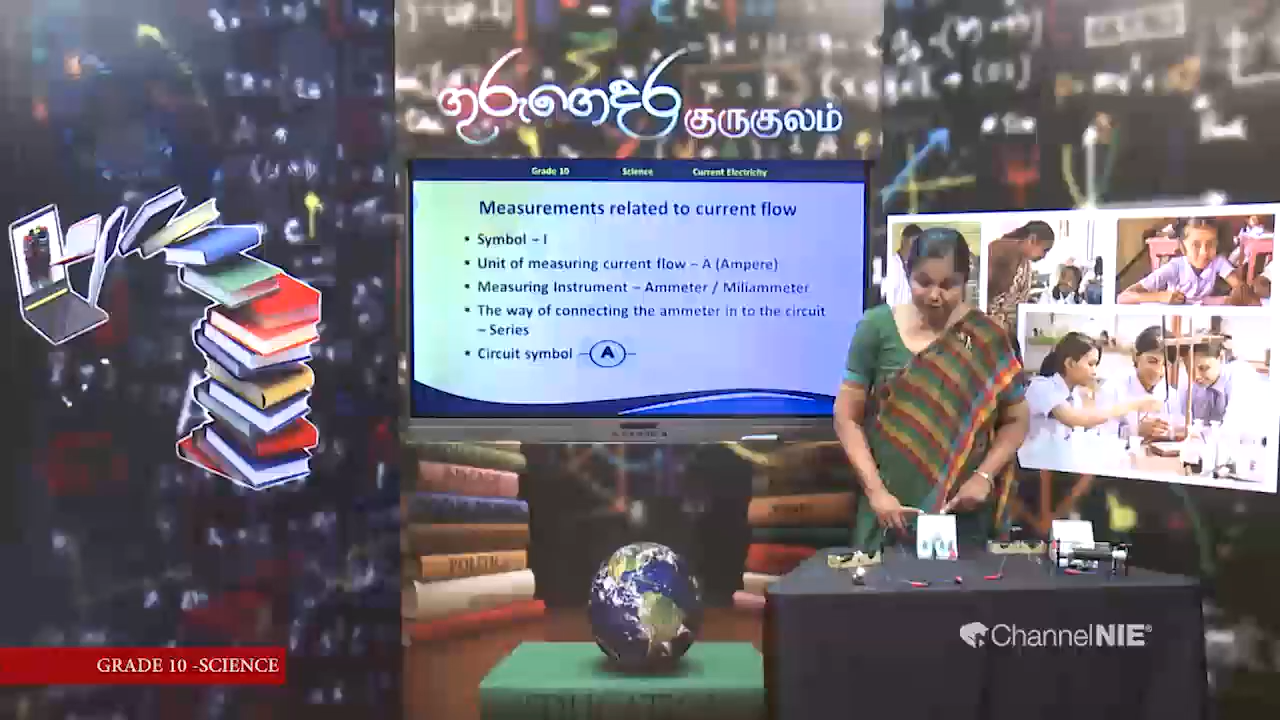 ගුරුගෙදර குருகுலம்
Grade 10 Science Current Electricity
Measurements related to current flow
• Symbol – I
• Unit of measuring current flow – A (Ampere)
• Measuring Instrument – Ammeter / Miliammeter
• The way of connecting the ammeter in to the circuit
– Series
• Circuit symbol –(A)–
POLITIC
GRADE 10 -SCIENCE
ChannelNIE®